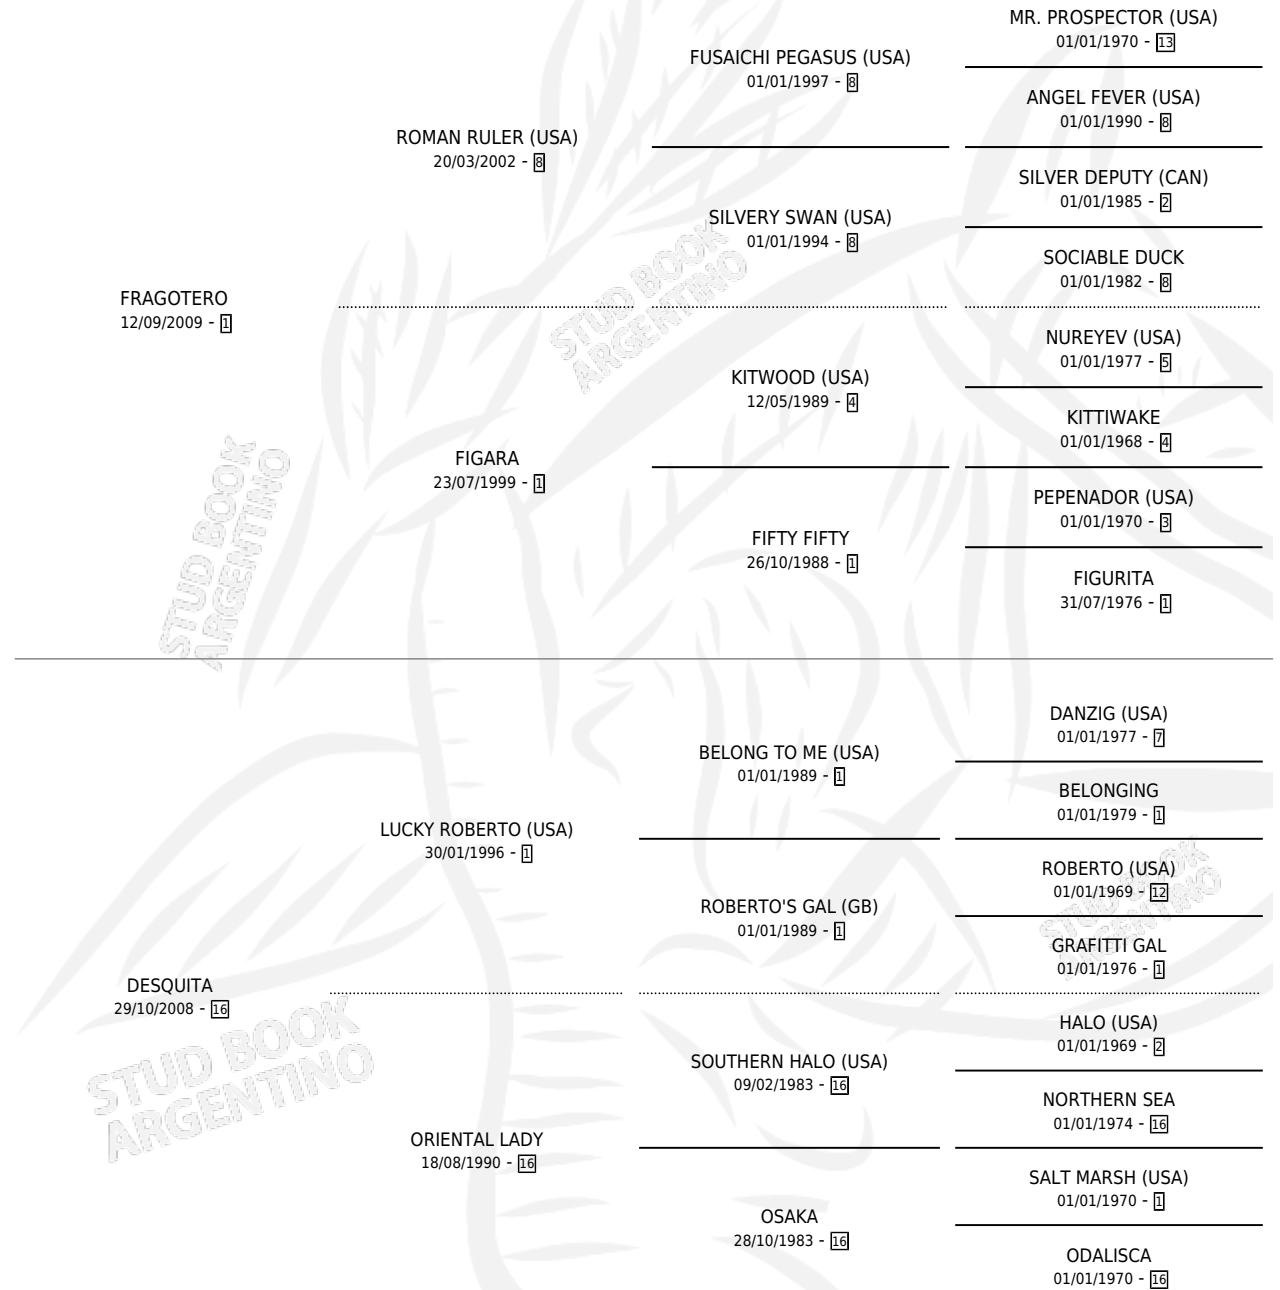 MR. PROSPECTOR (USA)
01/01/1970 - 13
FUSAICHI PEGASUS (USA)
01/01/1997 - 8
ANGEL FEVER (USA)
01/01/1990 - 8
ROMAN RULER (USA)
20/03/2002 - 8
SILVER DEPUTY (CAN)
01/01/1985 - 2
SILVERY SWAN (USA)
01/01/1994 - 8
SOCIABLE DUCK
01/01/1982 - 8
FRAGOTERO
12/09/2009 - 1
NUREYEV (USA)
01/01/1977 - 5
KITWOOD (USA)
12/05/1989 - 4
KITTIWAKE
01/01/1968 - 4
FIGARA
23/07/1999 - 1
PEPENADOR (USA)
01/01/1970 - 3
FIFTY FIFTY
26/10/1988 - 1
FIGURITA
31/07/1976 - 1
DANZIG (USA)
01/01/1977 - 7
BELONG TO ME (USA)
01/01/1989 - 1
BELONGING
01/01/1979 - 1
LUCKY ROBERTO (USA)
30/01/1996 - 1
ROBERTO (USA)
01/01/1969 - 12
ROBERTO'S GAL (GB)
01/01/1989 - 1
GRAFITTI GAL
01/01/1976 - 1
DESQUITA
29/10/2008 - 16
HALO (USA)
01/01/1969 - 2
SOUTHERN HALO (USA)
09/02/1983 - 16
NORTHERN SEA
01/01/1974 - 16
ORIENTAL LADY
18/08/1990 - 16
SALT MARSH (USA)
01/01/1970 - 1
OSAKA
28/10/1983 - 16
ODALISCA
01/01/1970 - 16
STUD BOOK
ARGENTINO
STUD BOOK
ARGENTINO
STUD BOOK
ARGENTINO
STUD BOOK
ARGENTINO